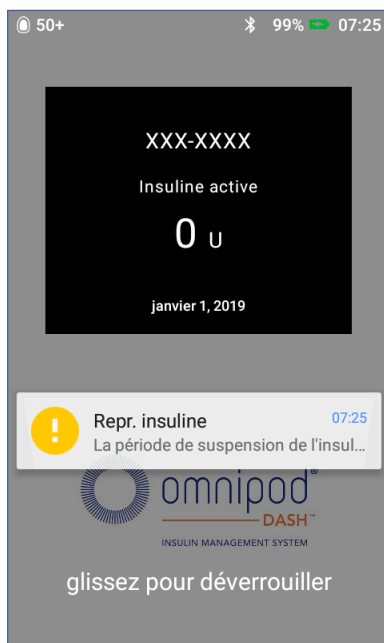 50+ 99% 07:25
XXX-XXXX
Insuline active
0 U
janvier 1, 2019
Repr. insuline 07:25
La période de suspension de l'insul...
omnipod®
DASH™
INSULIN MANAGEMENT SYSTEM
glissez pour déverrouiller